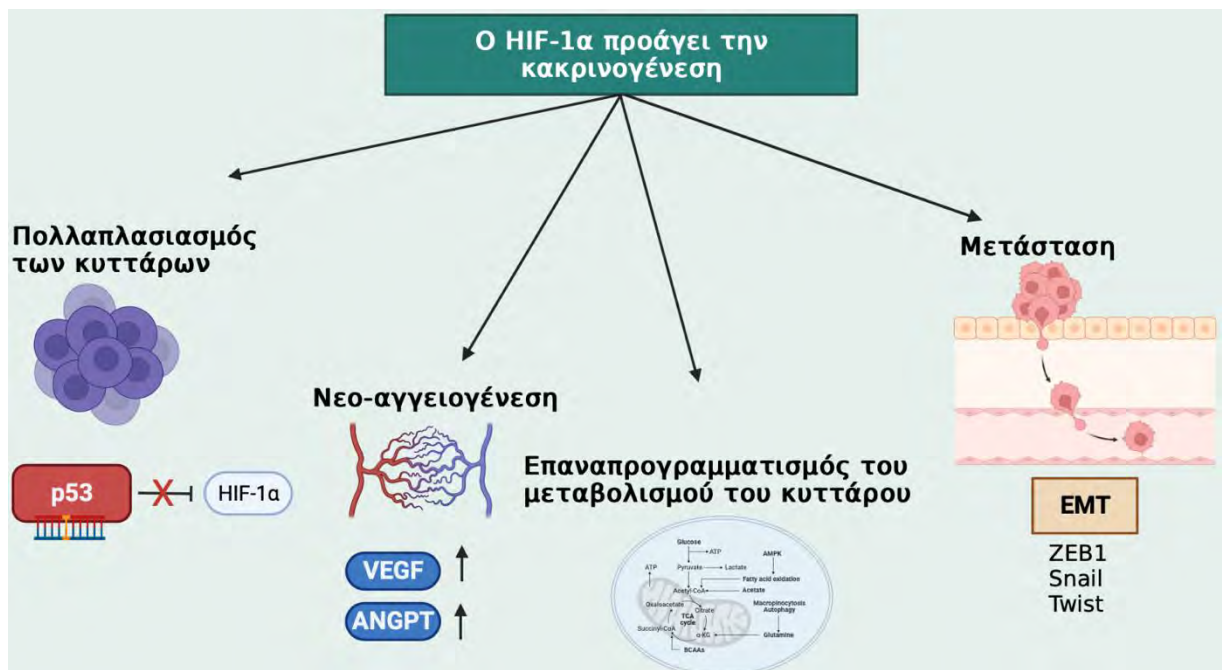 Ο HIF-1α προάγει την
κακρινογένεση
Πολλαπλασιασμός
των κυττάρων
p53
X
HIF-1α
Νεο-αγγειογένεση
VEGF
ANGPT
Επαναπρογραμματισμός του
μεταβολισμού του κυττάρου
Glucose
ATP
AMPK
ATP
Pyruvate
Lactate
Fatty acid oxidation
Acetyl-CoA
Acetate
Oxaloacetate
Citrate
Macropinocytosis
Autophagy
TCA
cycle
Succinyl-CoA
α-KG
Glutamine
BCAAs
Μετάσταση
EMT
ZEB1
Snail
Twist